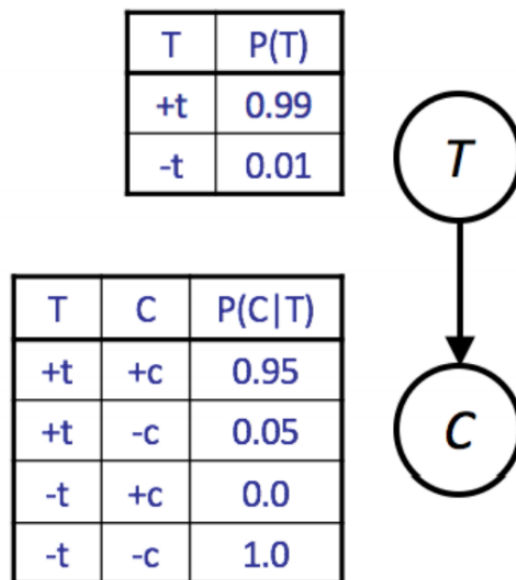 T P(T)
+t 0.99
-t 0.01
T
T C P(C|T)
+t +c 0.95
+t -c 0.05
-t +c 0.0
-t -c 1.0
C